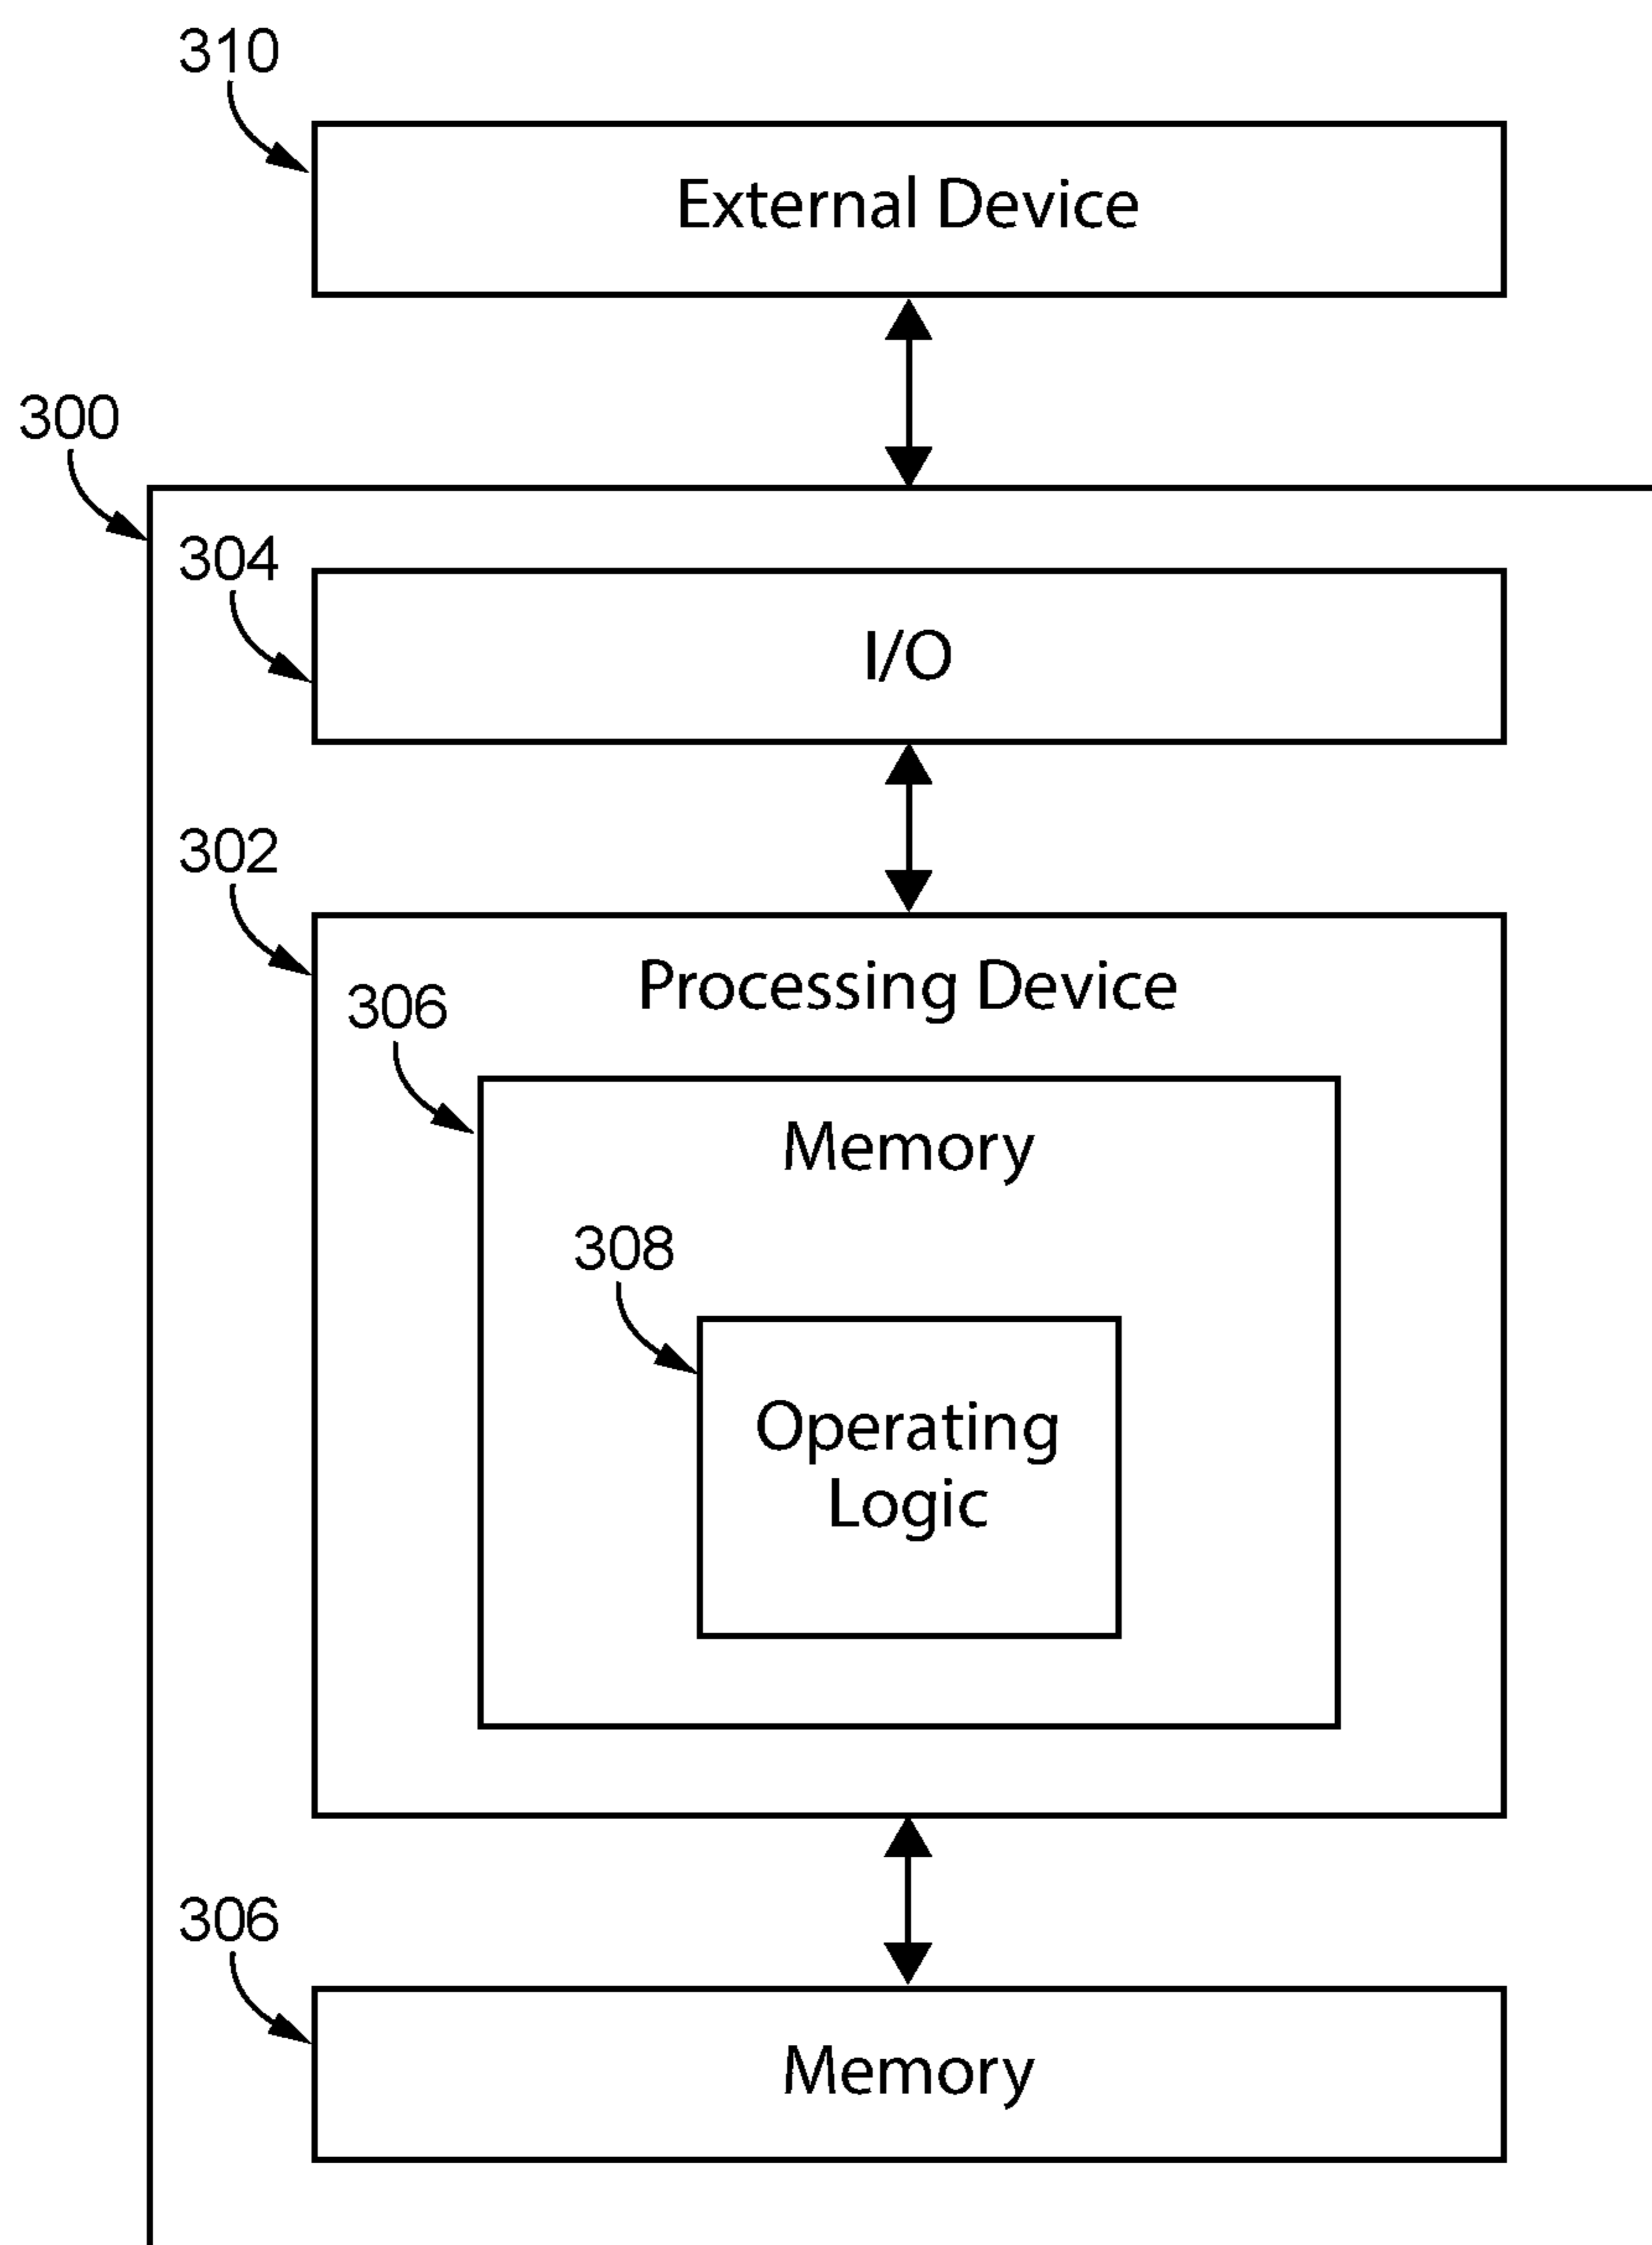 310
External Device
300
304
I/O
302
Processing Device
306
Memory
308
Operating
Logic
306
Memory